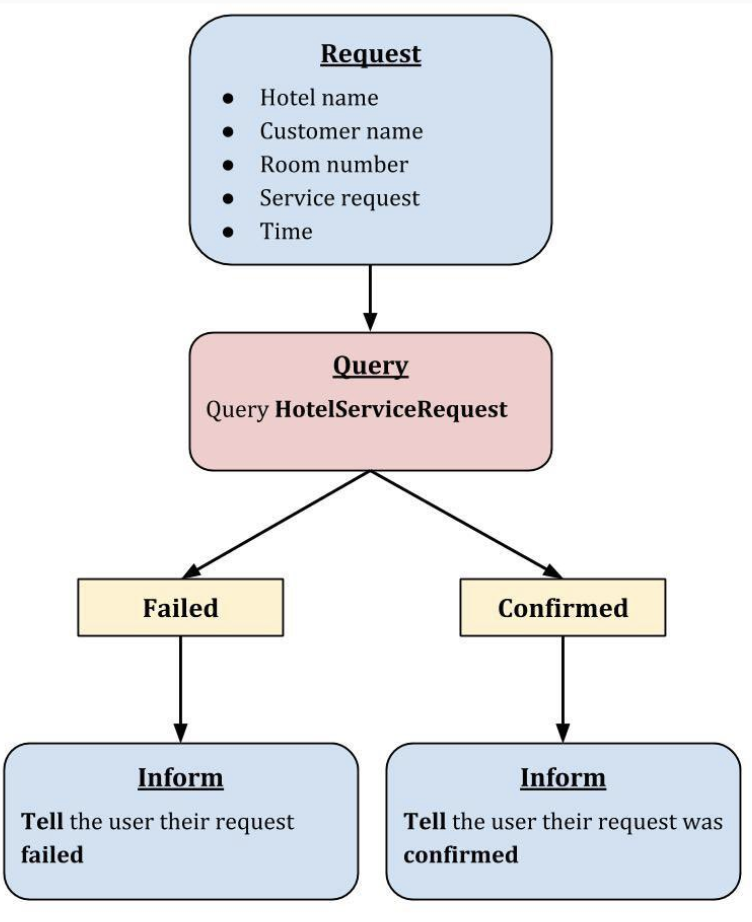 Request
● Hotel name
● Customer name
● Room number
● Service request
● Time
Query
Query HotelServiceRequest
Failed
Confirmed
Inform
Tell the user their request
failed
Inform
Tell the user their request was
confirmed